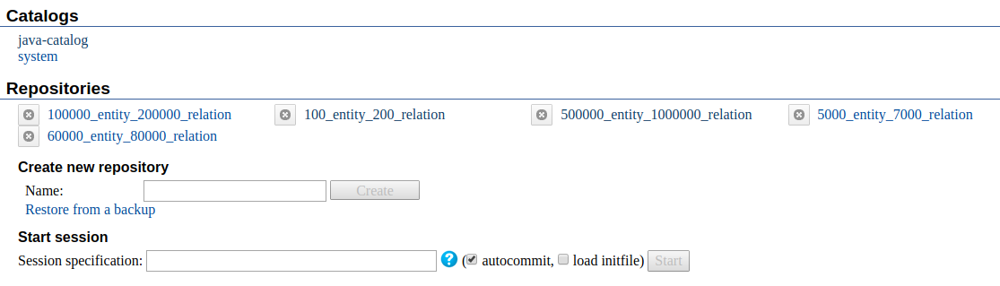 Catalogs
java-catalog
system
Repositories
100000_entity_200000_relation 100_entity_200_relation 500000_entity_1000000_relation 5000_entity_7000_relation
60000_entity_80000_relation
Create new repository
Name: Create
Restore from a backup
Start session
Session specification: ? (autocommit, load initfile) Start